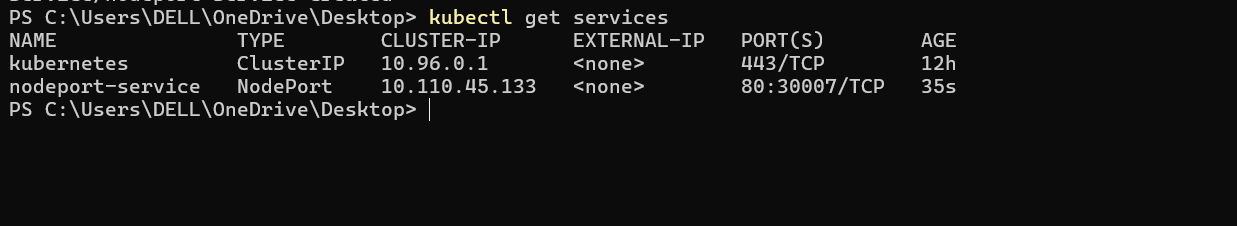 PS C:\Users\DELL\OneDrive\Desktop> kubectl get services
NAME TYPE CLUSTER-IP EXTERNAL-IP PORT(S) AGE
kubernetes ClusterIP 10.96.0.1 <none> 443/TCP 12h
nodeport-service NodePort 10.110.45.133 <none> 80:30007/TCP 35s
PS C:\Users\DELL\OneDrive\Desktop>